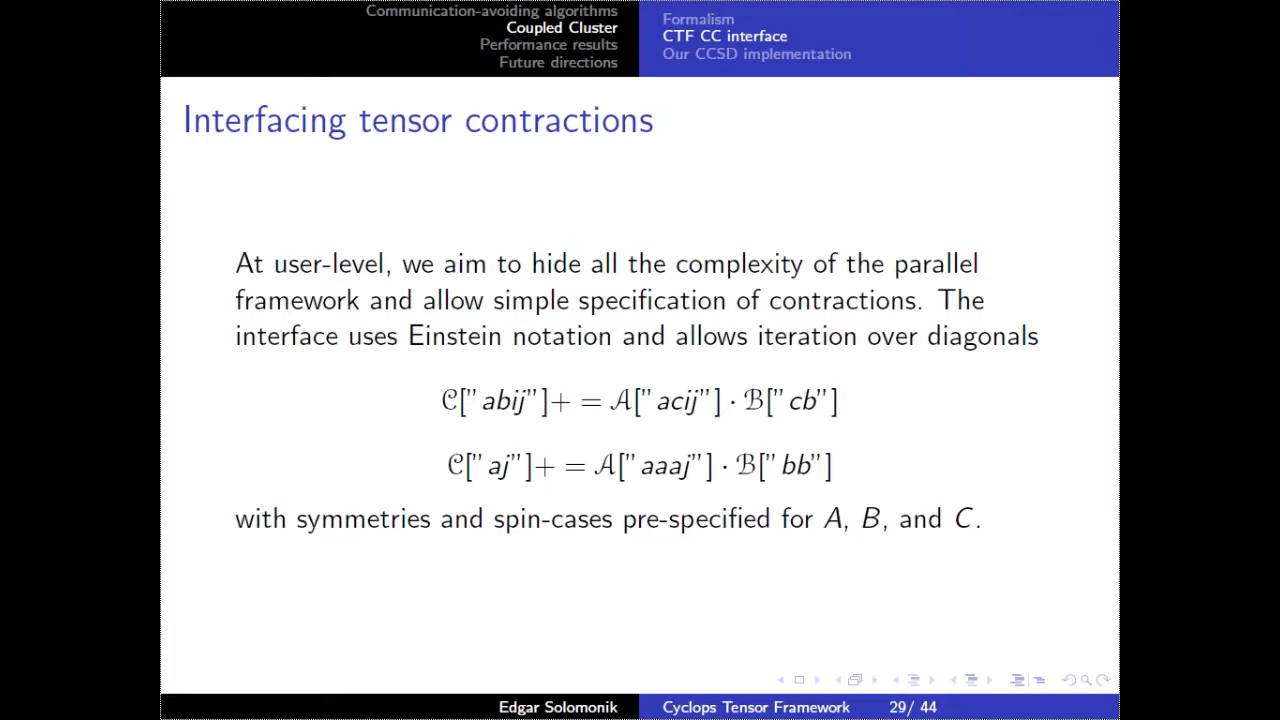 Communication-avoiding algorithms
Coupled Cluster
Performance results
Future directions
Formalism
CTF CC interface
Our CCSD implementation
Interfacing tensor contractions
At user-level, we aim to hide all the complexity of the parallel
framework and allow simple specification of contractions. The
interface uses Einstein notation and allows iteration over diagonals
𝒞["abij"]+ = 𝒜["acij"] · ℬ["cb"]
𝒞["aj"]+ = 𝒜["aaaj"] · ℬ["bb"]
with symmetries and spin-cases pre-specified for A, B, and C.
Edgar Solomonik
Cyclops Tensor Framework
29/ 44